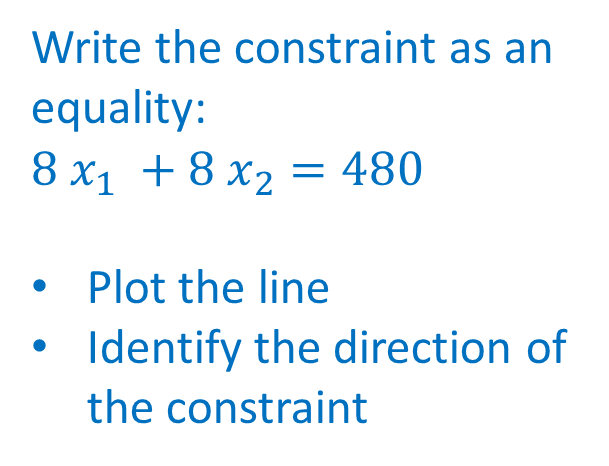 Write the constraint as an
equality:
8 x₁ + 8 x₂ = 480
• Plot the line
• Identify the direction of
the constraint